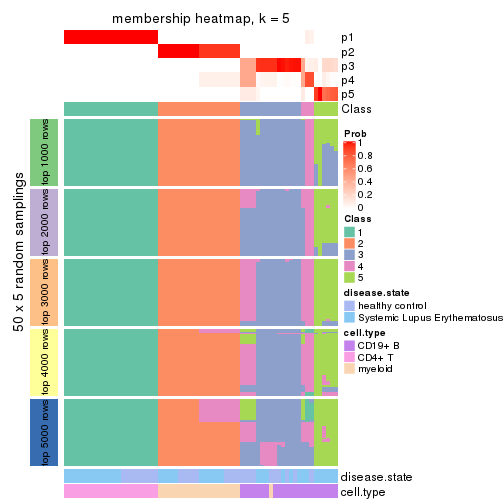 membership heatmap, k = 5
p1
p2
p3
p4
p5
Class
50 x 5 random samplings
top 1000 rows
top 2000 rows
top 3000 rows
top 4000 rows
top 5000 rows
Prob
1
0.8
0.6
0.4
0.2
0
Class
1
2
3
4
5
disease.state
healthy control
Systemic Lupus Erythematosus
cell.type
CD19+ B
CD4+ T
myeloid
disease.state
cell.type